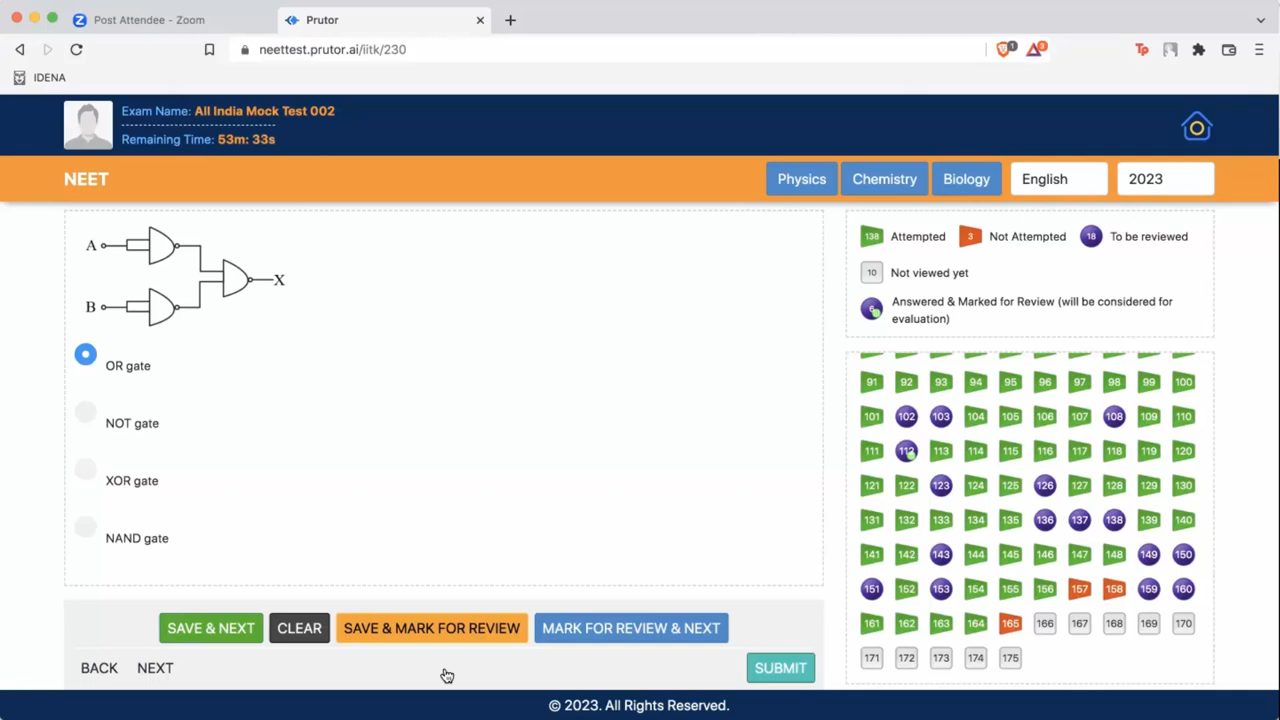 Post Attendee - Zoom
Prutor
neettest.prutor.ai/iitk/230
1
3
Tp
IDENA
Exam Name: All India Mock Test 002
Remaining Time: 53m: 33s
NEET
Physics
Chemistry
Biology
English
2023
A
B
X
OR gate
NOT gate
XOR gate
NAND gate
SAVE & NEXT
CLEAR
SAVE & MARK FOR REVIEW
MARK FOR REVIEW & NEXT
BACK
NEXT
SUBMIT
138 Attempted
3 Not Attempted
18 To be reviewed
10 Not viewed yet
Answered & Marked for Review (will be considered for
evaluation)
91 92 93 94 95 96 97 98 99 100
101 102 103 104 105 106 107 108 109 110
111 112 113 114 115 116 117 118 119 120
121 122 123 124 125 126 127 128 129 130
131 132 133 134 135 136 137 138 139 140
141 142 143 144 145 146 147 148 149 150
151 152 153 154 155 156 157 158 159 160
161 162 163 164 165 166 167 168 169 170
171 172 173 174 175
© 2023. All Rights Reserved.